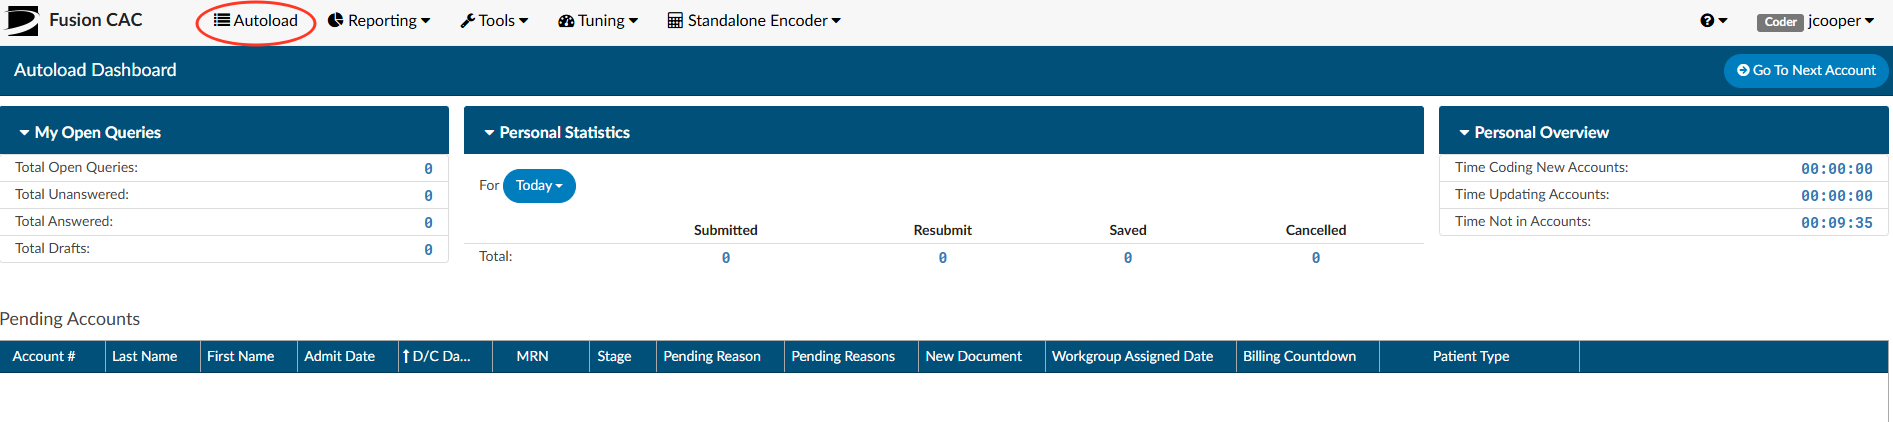 Fusion CAC Autoload Reporting Tools Tuning Standalone Encoder Coder jcooper
Autoload Dashboard Go To Next Account
My Open Queries
Total Open Queries: 0
Total Unanswered: 0
Total Answered: 0
Total Drafts: 0
Personal Statistics
For Today
Submitted Resubmit Saved Cancelled
Total: 0 0 0 0
Personal Overview
Time Coding New Accounts: 00:00:00
Time Updating Accounts: 00:00:00
Time Not in Accounts: 00:09:35
Pending Accounts
Account # Last Name First Name Admit Date D/C Da... MRN Stage Pending Reason Pending Reasons New Document Workgroup Assigned Date Billing Countdown Patient Type